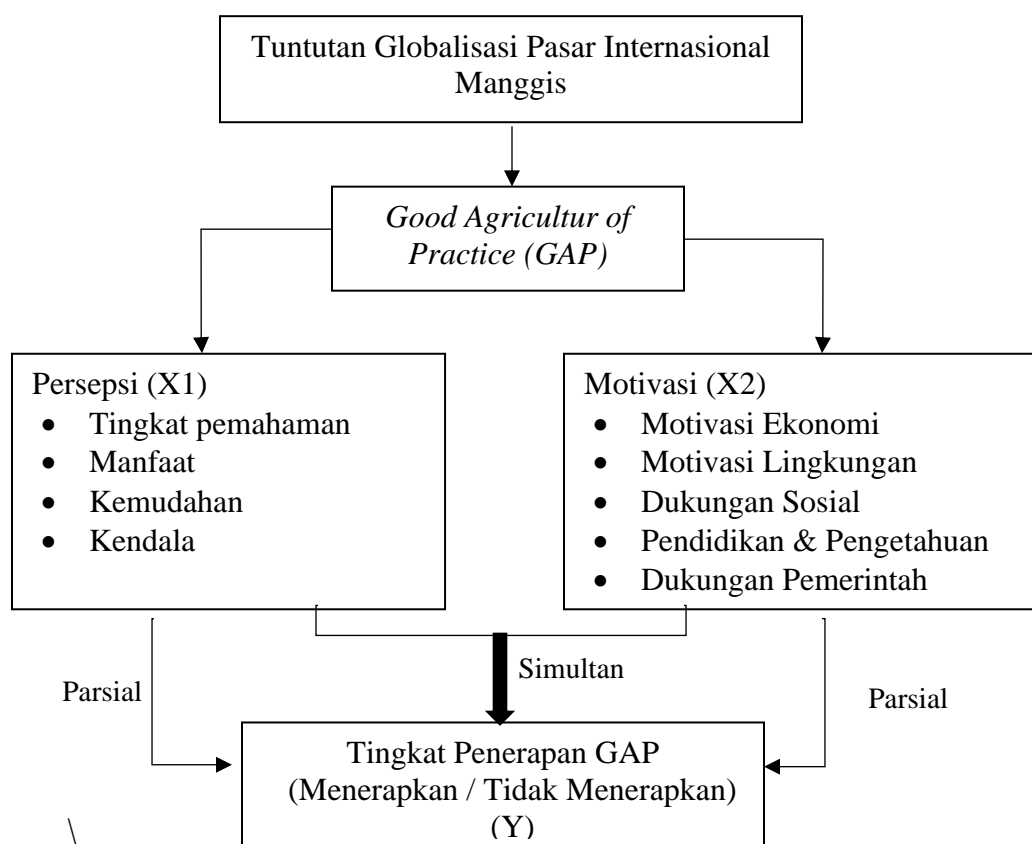 Tuntutan Globalisasi Pasar Internasional
Manggis
Good Agricultur of
Practice (GAP)
Persepsi (X1)
• Tingkat pemahaman
• Manfaat
• Kemudahan
• Kendala
Motivasi (X2)
• Motivasi Ekonomi
• Motivasi Lingkungan
• Dukungan Sosial
• Pendidikan & Pengetahuan
• Dukungan Pemerintah
Parsial
Simultan
Parsial
Tingkat Penerapan GAP
(Menerapkan / Tidak Menerapkan)
(Y)